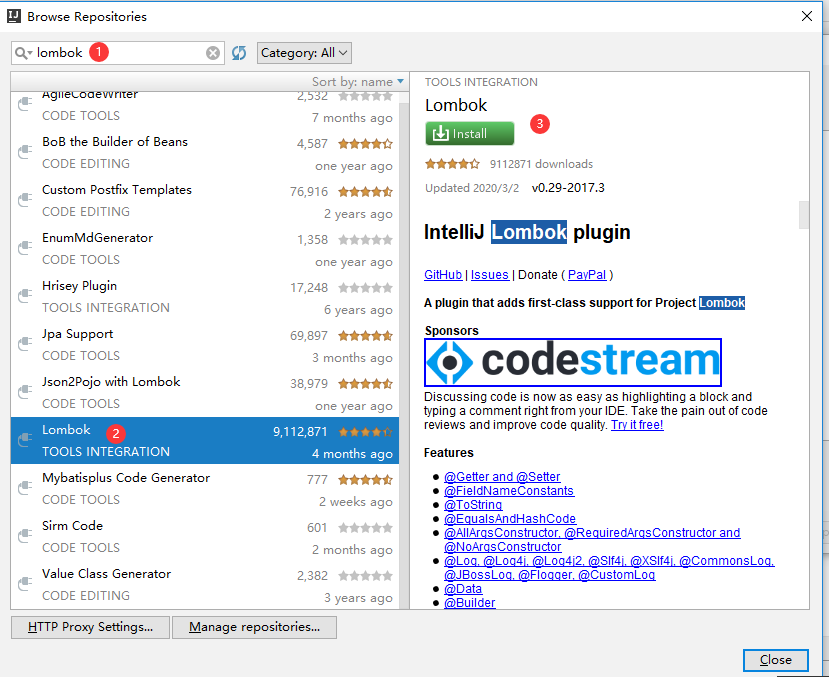 Browse Repositories
lombok 1
Category: All
Sort by: name
AgileCodeWriter 2,532
CODE TOOLS 7 months ago
BoB the Builder of Beans 4,587
CODE EDITING one year ago
Custom Postfix Templates 76,916
CODE EDITING 2 years ago
EnumMdGenerator 1,358
CODE TOOLS one year ago
Hrisey Plugin 17,248
TOOLS INTEGRATION 6 years ago
Jpa Support 69,897
CODE TOOLS 3 months ago
Json2Pojo with Lombok 38,979
CODE TOOLS one year ago
Lombok 2 9,112,871
TOOLS INTEGRATION 4 months ago
Mybatisplus Code Generator 777
CODE TOOLS 2 weeks ago
Sirm Code 601
CODE TOOLS 2 months ago
Value Class Generator 2,382
CODE EDITING 3 years ago
TOOLS INTEGRATION
Lombok
Install 3
9112871 downloads
Updated 2020/3/2 v0.29-2017.3
IntelliJ Lombok plugin
GitHub | Issues | Donate ( PayPal )
A plugin that adds first-class support for Project Lombok
Sponsors
codestream
Discussing code is now as easy as highlighting a block and
typing a comment right from your IDE. Take the pain out of code
reviews and improve code quality. Try it free!
Features
@Getter and @Setter
@FieldNameConstants
@ToString
@EqualsAndHashCode
@AllArgsConstructor, @RequiredArgsConstructor and
@NoArgsConstructor
@Log, @Log4j, @Log4j2, @Slf4j, @XSlf4j, @CommonsLog,
@JBossLog, @Flogger, @CustomLog
@Data
@Builder
HTTP Proxy Settings... Manage repositories...
Close